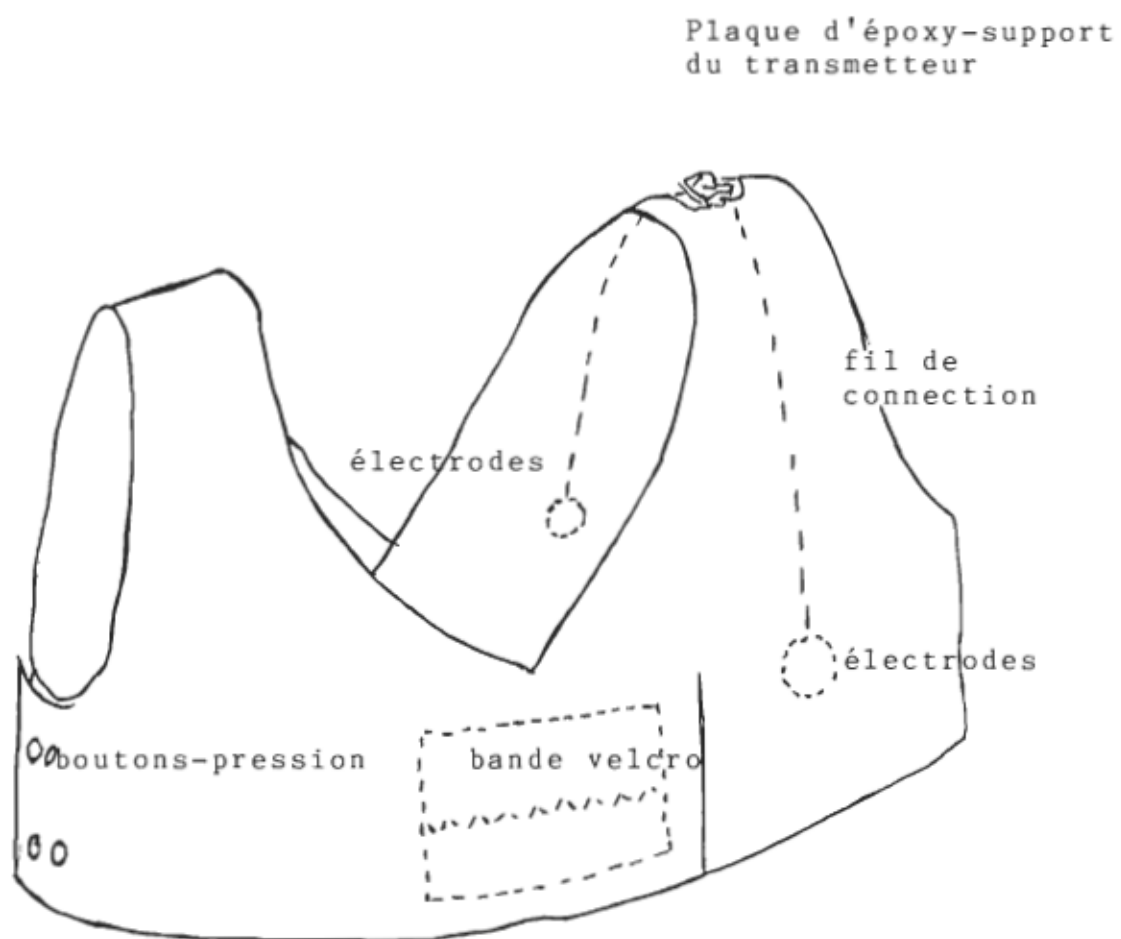 Plaque d'époxy-support
du transmetteur
fil de
connection
électrodes
électrodes
boutons-pression
bande velcro